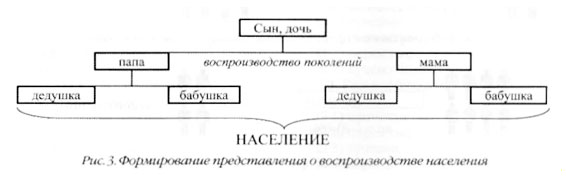 Сын, дочь
папа воспроизводство поколений мама
дедушка бабушка дедушка бабушка
НАСЕЛЕНИЕ
Рис. 3. Формирование представления о воспроизводстве населения